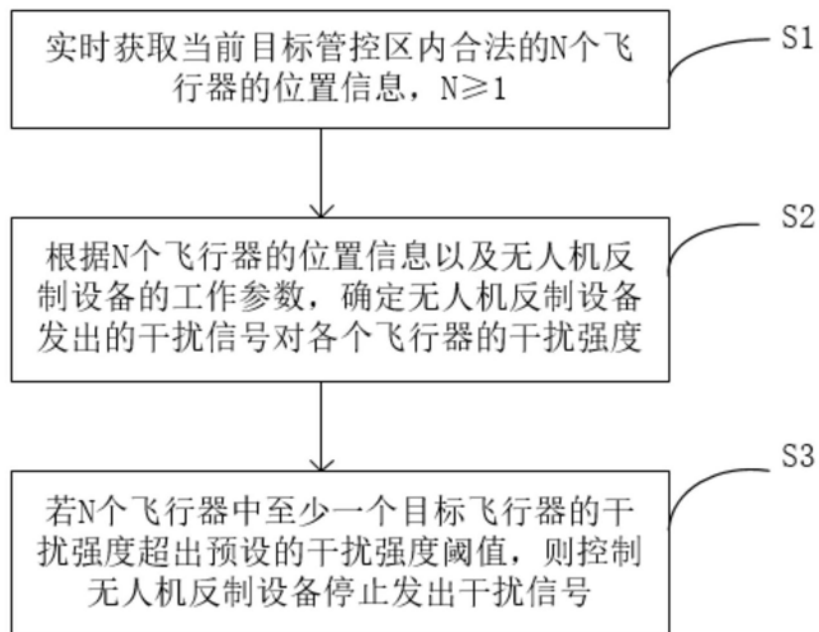 实时获取当前目标管控区内合法的N个飞
行器的位置信息，N≥1
S1
根据N个飞行器的位置信息以及无人机反
制设备的工作参数，确定无人机反制设备
发出的干扰信号对各个飞行器的干扰强度
S2
若N个飞行器中至少一个目标飞行器的干
扰强度超出预设的干扰强度阈值，则控制
无人机反制设备停止发出干扰信号
S3